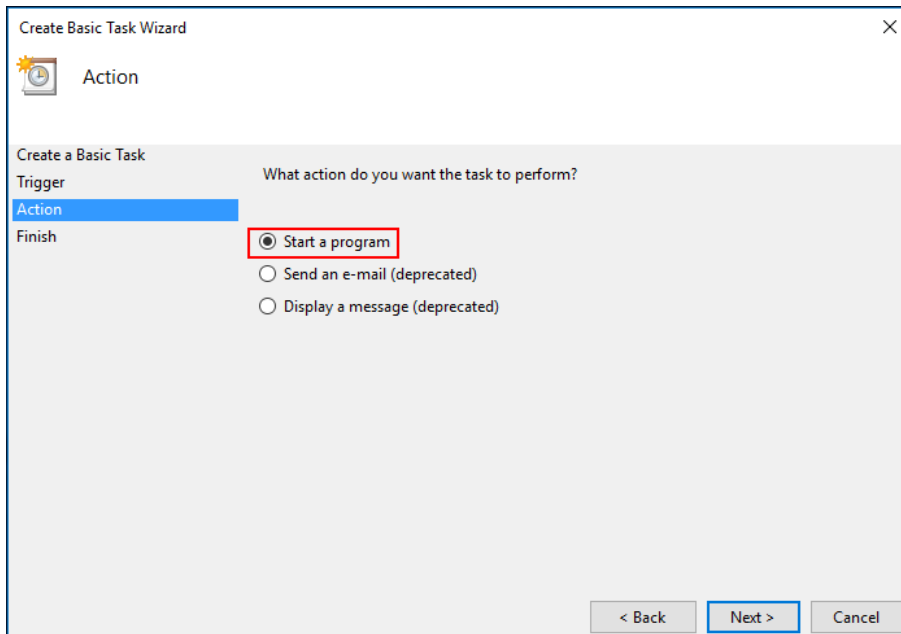 Create Basic Task Wizard
Action
Create a Basic Task
Trigger
Action
Finish
What action do you want the task to perform?
Start a program
Send an e-mail (deprecated)
Display a message (deprecated)
< Back
Next >
Cancel